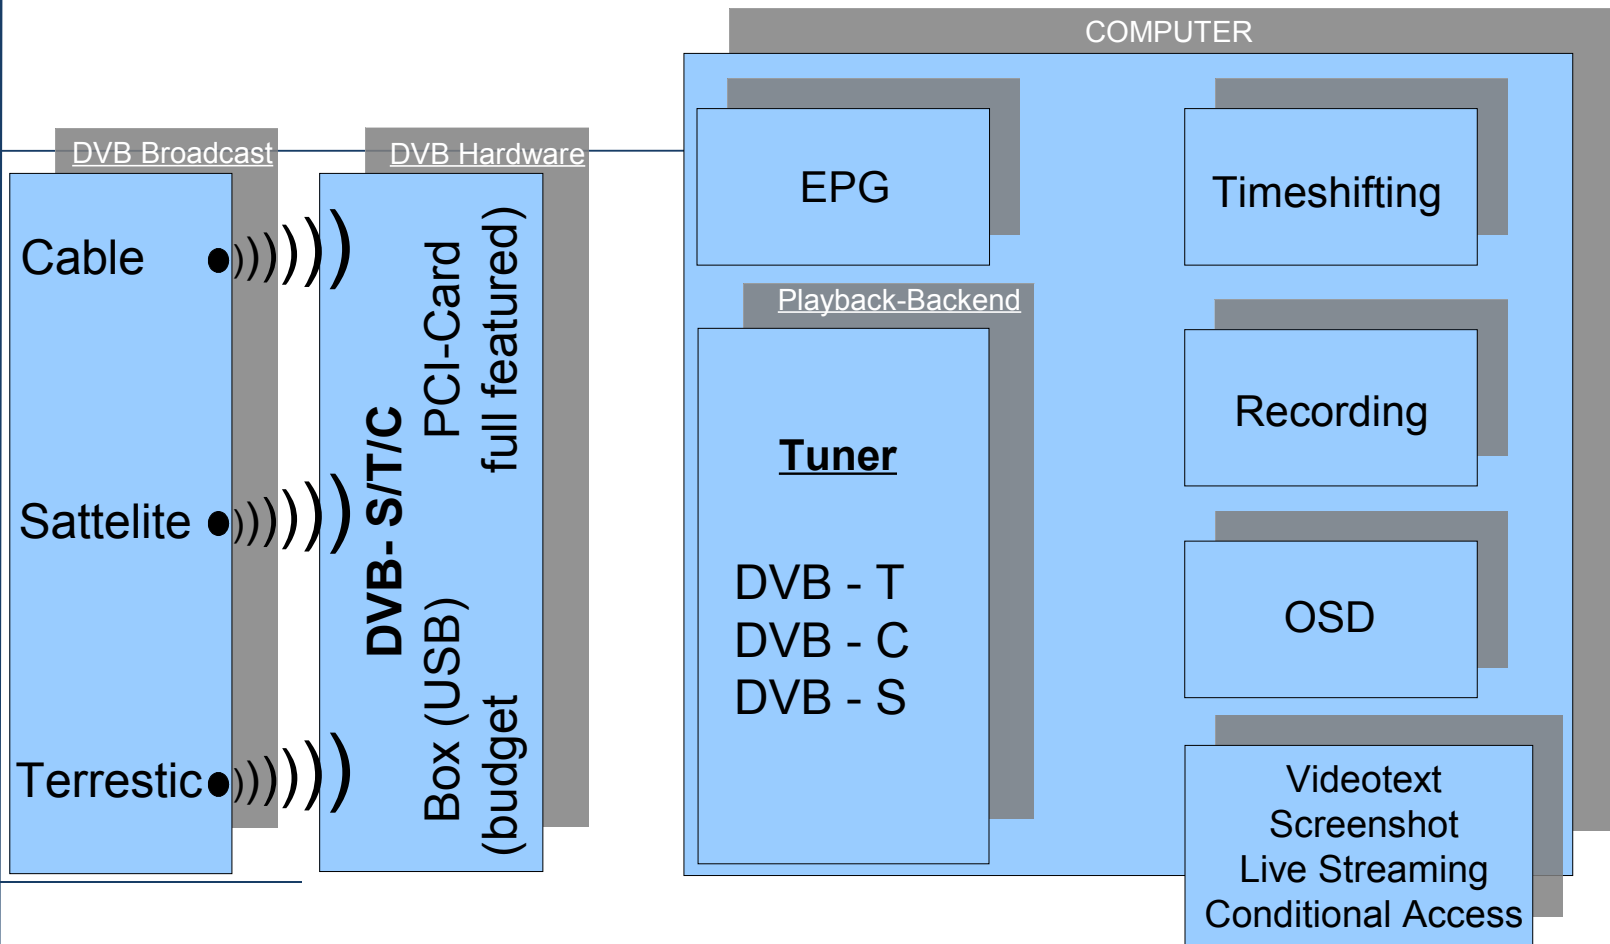 COMPUTER
DVB Broadcast
Cable
Sattelite
Terrestic
DVB Hardware
DVB- S/T/C
PCI-Card
full featured)
Box (USB)
(budget
EPG
Playback-Backend
Tuner
DVB - T
DVB - C
DVB - S
Timeshifting
Recording
OSD
Videotext
Screenshot
Live Streaming
Conditional Access